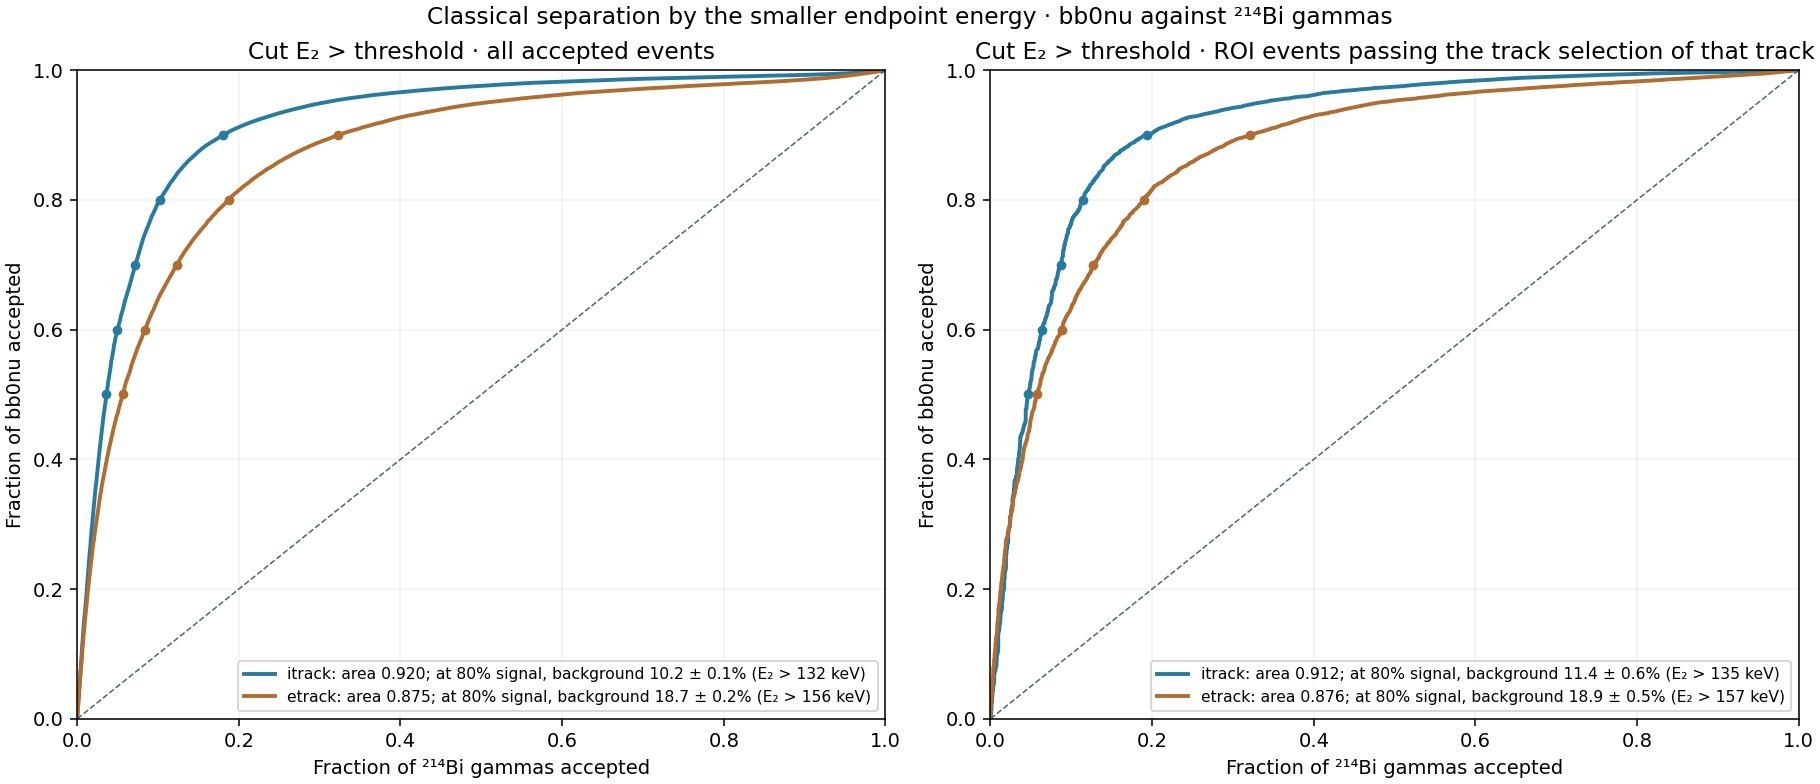 Classical separation by the smaller endpoint energy · bb0nu against ²¹⁴Bi gammas
Cut E₂ > threshold · all accepted events
1.0
0.8
0.6
0.4
0.2
0.0
Fraction of bb0nu accepted
itrack: area 0.920; at 80% signal, background 10.2 ± 0.1% (E₂ > 132 keV)
etrack: area 0.875; at 80% signal, background 18.7 ± 0.2% (E₂ > 156 keV)
0.0 0.2 0.4 0.6 0.8 1.0
Fraction of ²¹⁴Bi gammas accepted
Cut E₂ > threshold · ROI events passing the track selection of that track
1.0
0.8
0.6
0.4
0.2
0.0
Fraction of bb0nu accepted
itrack: area 0.912; at 80% signal, background 11.4 ± 0.6% (E₂ > 135 keV)
etrack: area 0.876; at 80% signal, background 18.9 ± 0.5% (E₂ > 157 keV)
0.0 0.2 0.4 0.6 0.8 1.0
Fraction of ²¹⁴Bi gammas accepted